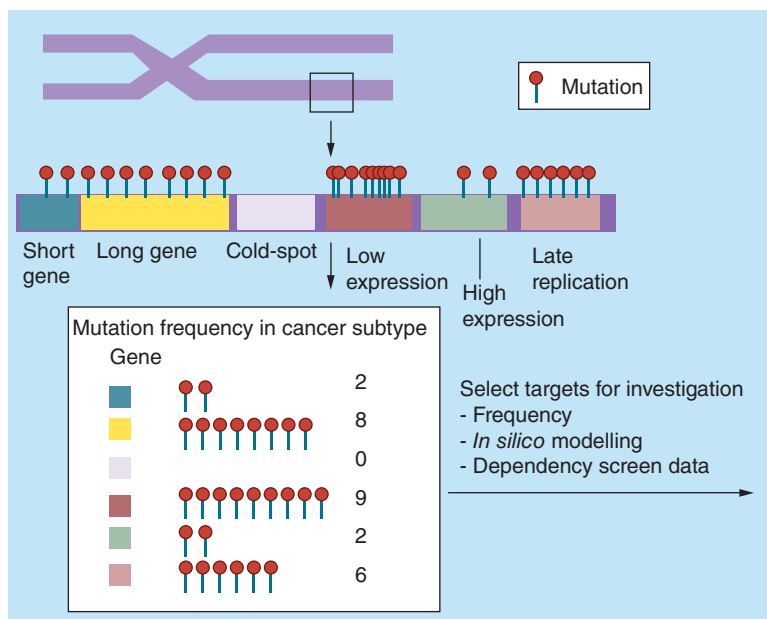 Mutation
Short
gene
Long gene
Cold-spot
Low
expression
High
expression
Late
replication
Mutation frequency in cancer subtype
Gene
2
8
0
9
2
6
Select targets for investigation
- Frequency
- In silico modelling
- Dependency screen data